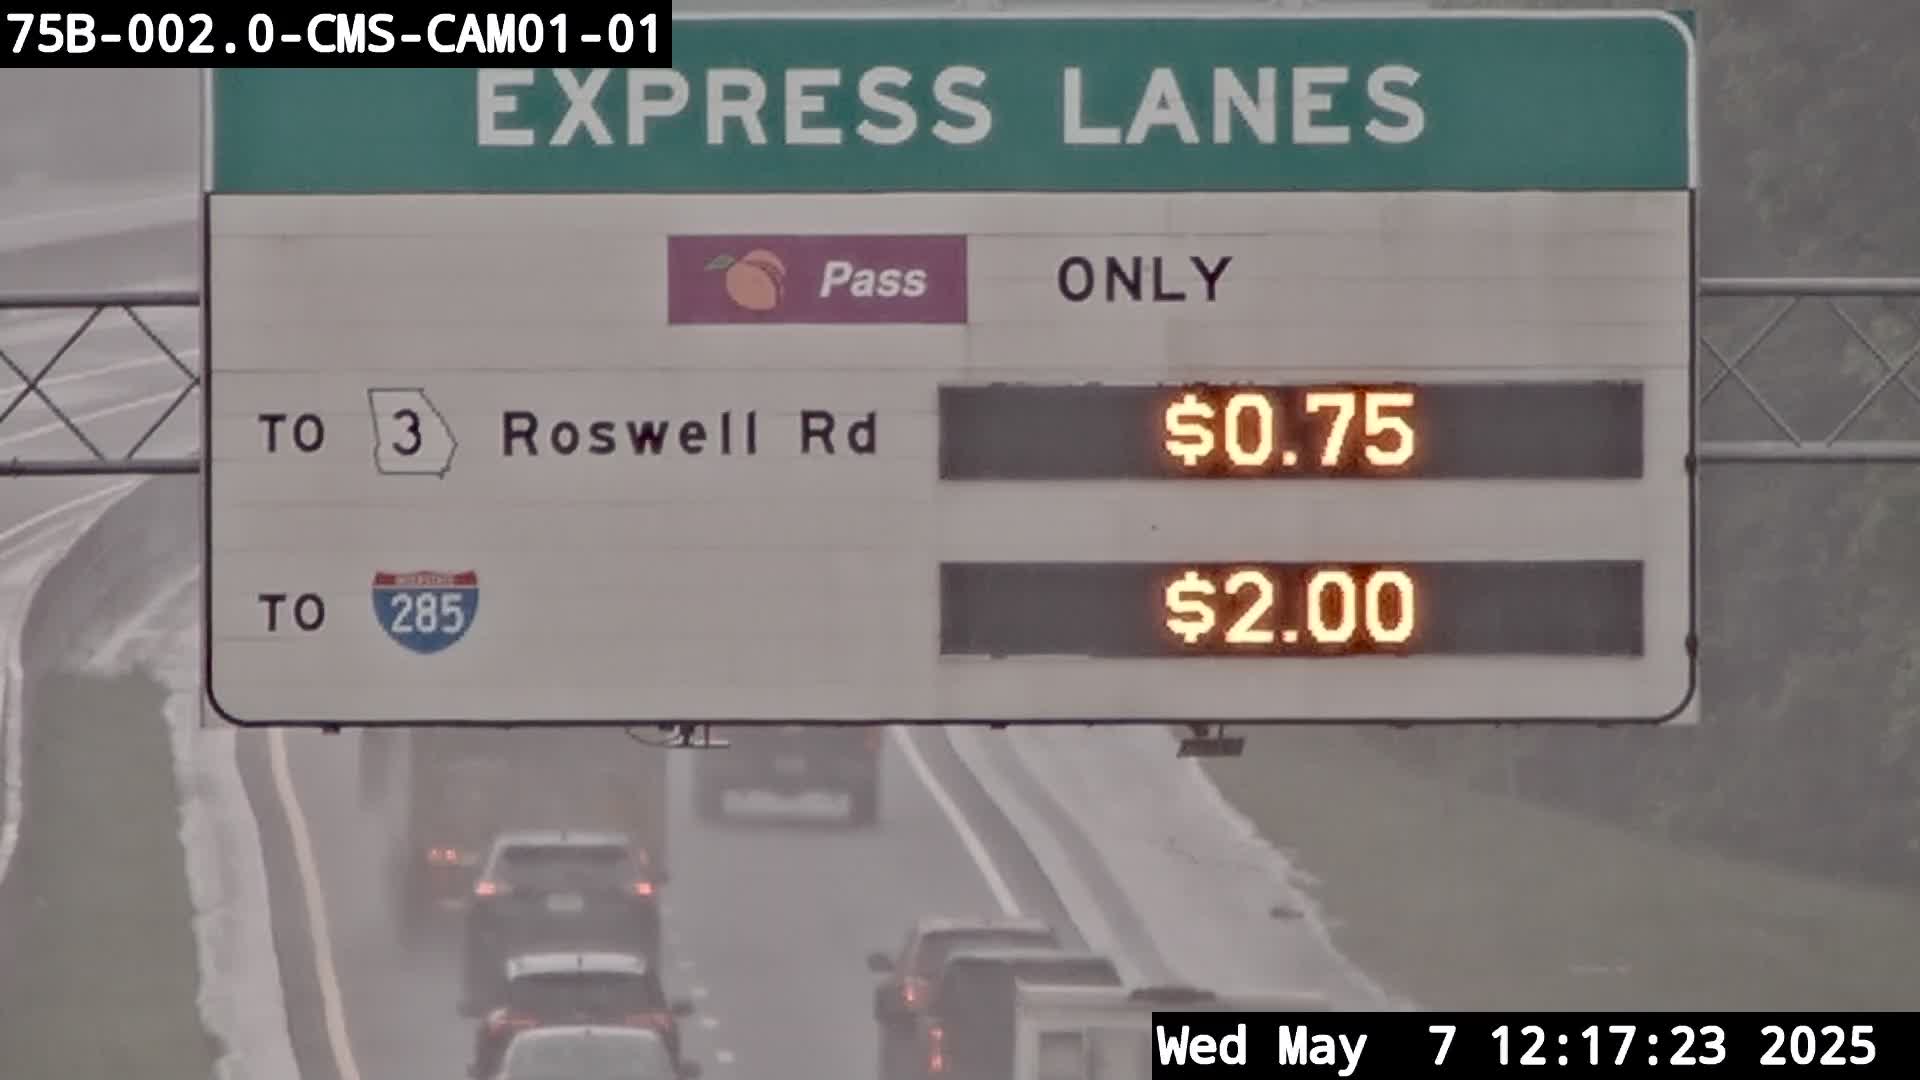 75B-002.0-CMS-CAM01-01
EXPRESS LANES
Pass ONLY
TO 3 Roswell Rd $0.75
INTERSTATE
TO 285 $2.00
Wed May 7 12:17:23 2025